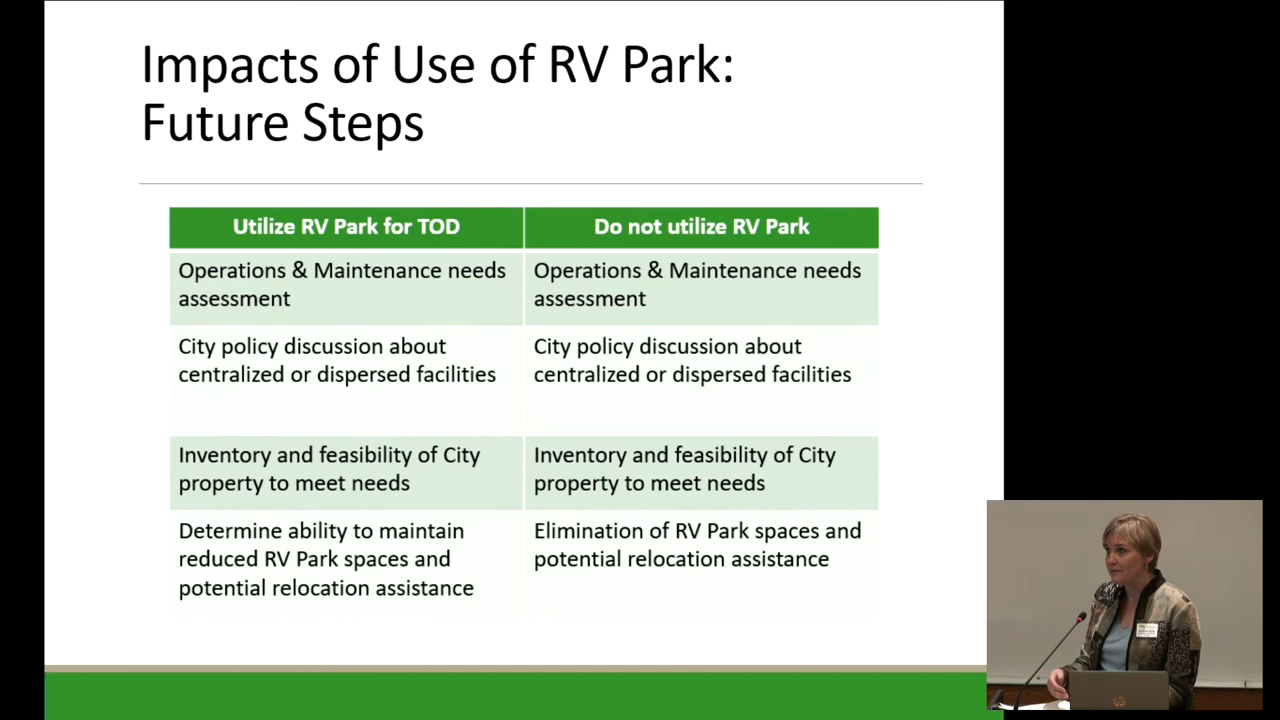 Impacts of Use of RV Park:
Future Steps
Utilize RV Park for TOD
Do not utilize RV Park
Operations & Maintenance needs
assessment
Operations & Maintenance needs
assessment
City policy discussion about
centralized or dispersed facilities
City policy discussion about
centralized or dispersed facilities
Inventory and feasibility of City
property to meet needs
Inventory and feasibility of City
property to meet needs
Determine ability to maintain
reduced RV Park spaces and
potential relocation assistance
Elimination of RV Park spaces and
potential relocation assistance
hp